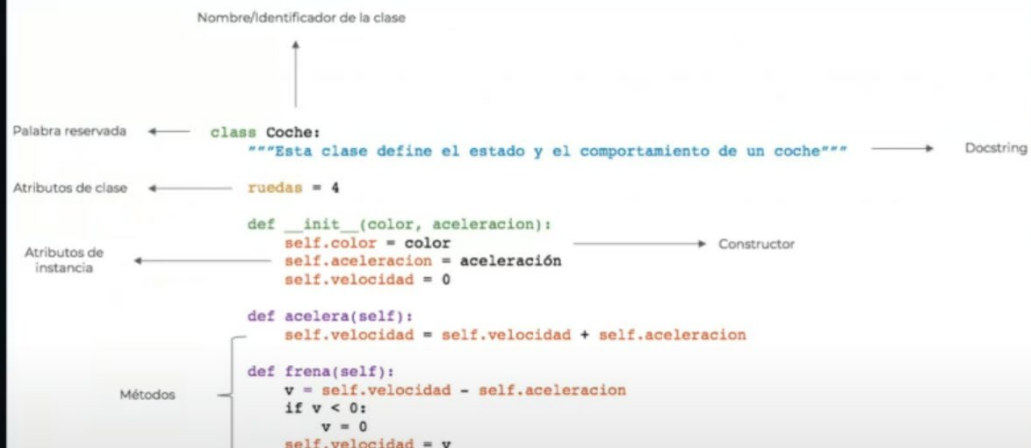 Nombre/Identificador de la clase
Palabra reservada
class Coche:
"""Esta clase define el estado y el comportamiento de un coche"""
Docstring
Atributos de clase
ruedas = 4
def __init__(color, aceleracion):
self.color = color
Constructor
Atributos de
instancia
self.aceleracion = aceleración
self.velocidad = 0
def acelera(self):
self.velocidad = self.velocidad + self.aceleracion
def frena(self):
Métodos
v = self.velocidad - self.aceleracion
if v < 0:
v = 0
self.velocidad = v